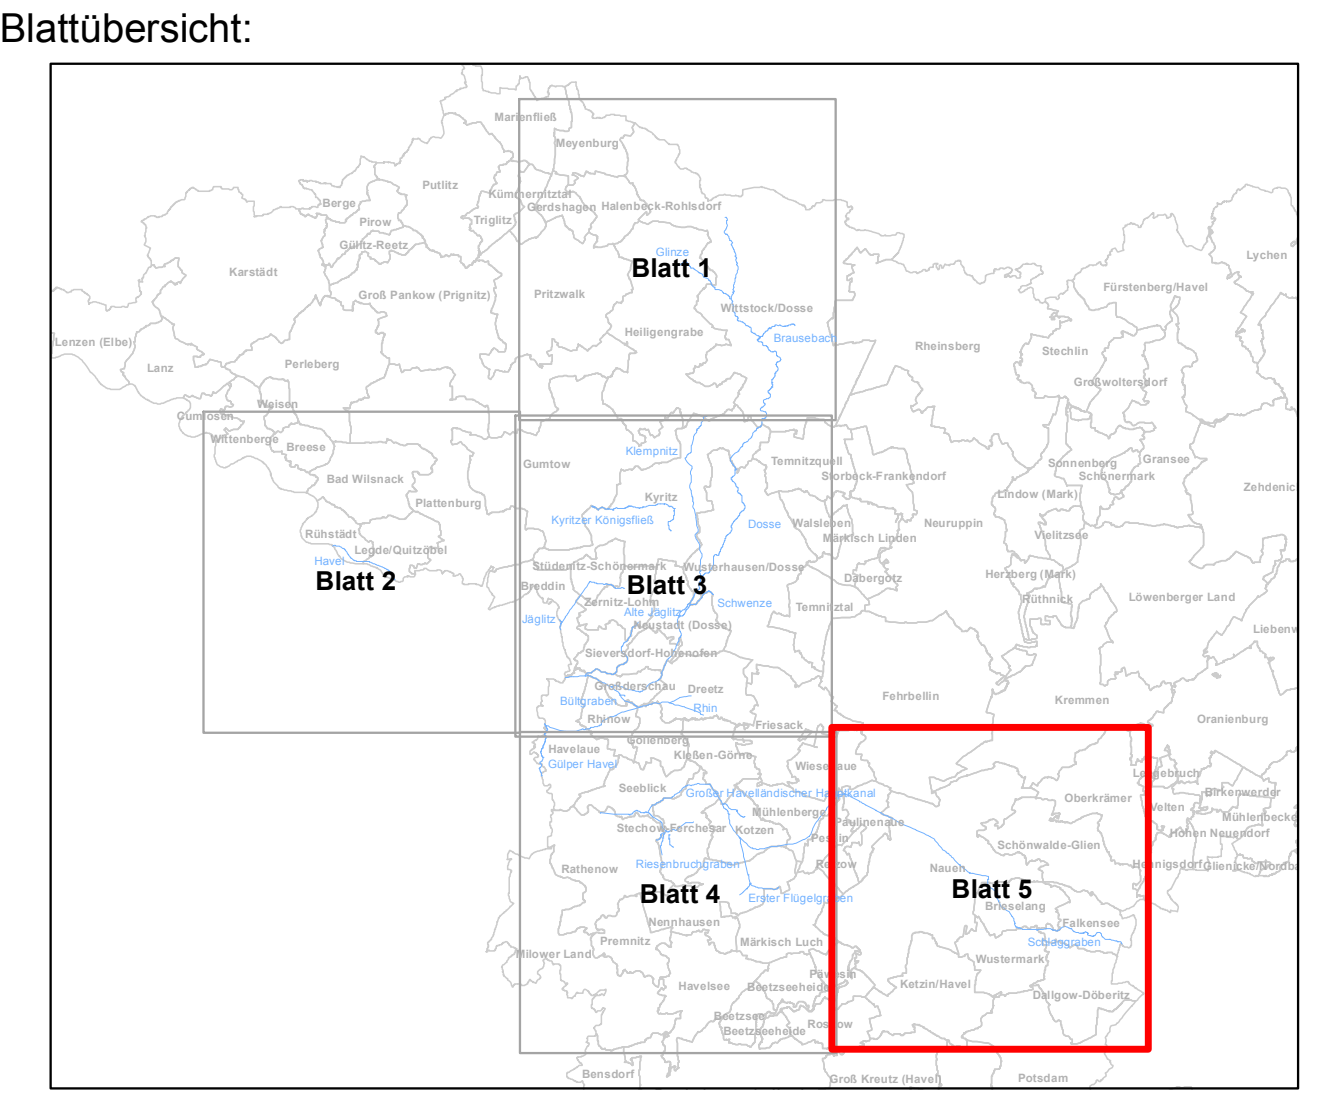 Blattübersicht:
Marienfließ
Meyenburg
Putlitz
Kümmernitztal
Berge
Gerdshagen
Halenbeck-Rohlsdorf
Pirow
Triglitz
Gülitz-Reetz
Glinze
Lychen
Blatt 1
Karstädt
Fürstenberg/Havel
Groß Pankow (Prignitz)
Pritzwalk
Wittstock/Dosse
Heiligengrabe
Brausebach
Lenzen (Elbe)
Rheinsberg
Stechlin
Perleberg
Lanz
Großwoltersdorf
Weisen
Cumlosen
Wittenberge
Breese
Klempnitz
Gumtow
Temnitzquell
Sonnenberg
Gransee
Bad Wilsnack
Storbeck-Frankendorf
Schönermark
Zehdenic
Plattenburg
Kyritz
Lindow (Mark)
Kyritzer Königsfließ
Dosse
Walsleben
Neuruppin
Rühstädt
Märkisch Linden
Vielitzsee
Legde/Quitzöbel
Havel
Stüdenitz-Schönermark
Wusterhausen/Dosse
Blatt 2
Blatt 3
Breddin
Dabergotz
Herzberg (Mark)
Zernitz-Lohm
Schwenze
Temnitztal
Rüthnick
Löwenberger Land
Alte Jäglitz
Jäglitz
Neustadt (Dosse)
Liebenw
Sieversdorf-Hohenofen
Großderschau
Dreetz
Bültgraben
Rhin
Fehrbellin
Kremmen
Rhinow
Friesack
Oranienburg
Gollenberg
Havelaue
Kleßen-Görne
Gülper Havel
Wiesenaue
Leegebruch
Seeblick
Großer Havelländischer Hauptkanal
Oberkrämer
Birkenwerder
Mühlenberge
Velten
Mühlenbecke
Stechow-Ferchesar
Kotzen
Paulinenaue
Pessin
Hohen Neuendorf
Schönwalde-Glien
Rathenow
Riesenbruchgraben
Retzow
Nauen
Hennigsdorf
Glienicke/Nordba
Blatt 4
Blatt 5
Erster Flügelgraben
Brieselang
Nennhausen
Falkensee
Premnitz
Märkisch Luch
Schlaggraben
Milower Land
Wustermark
Päwesin
Havelsee
Beetzseeheide
Ketzin/Havel
Dallgow-Döberitz
Beetzsee
Roskow
Beetzseeheide
Bensdorf
Groß Kreutz (Havel)
Potsdam